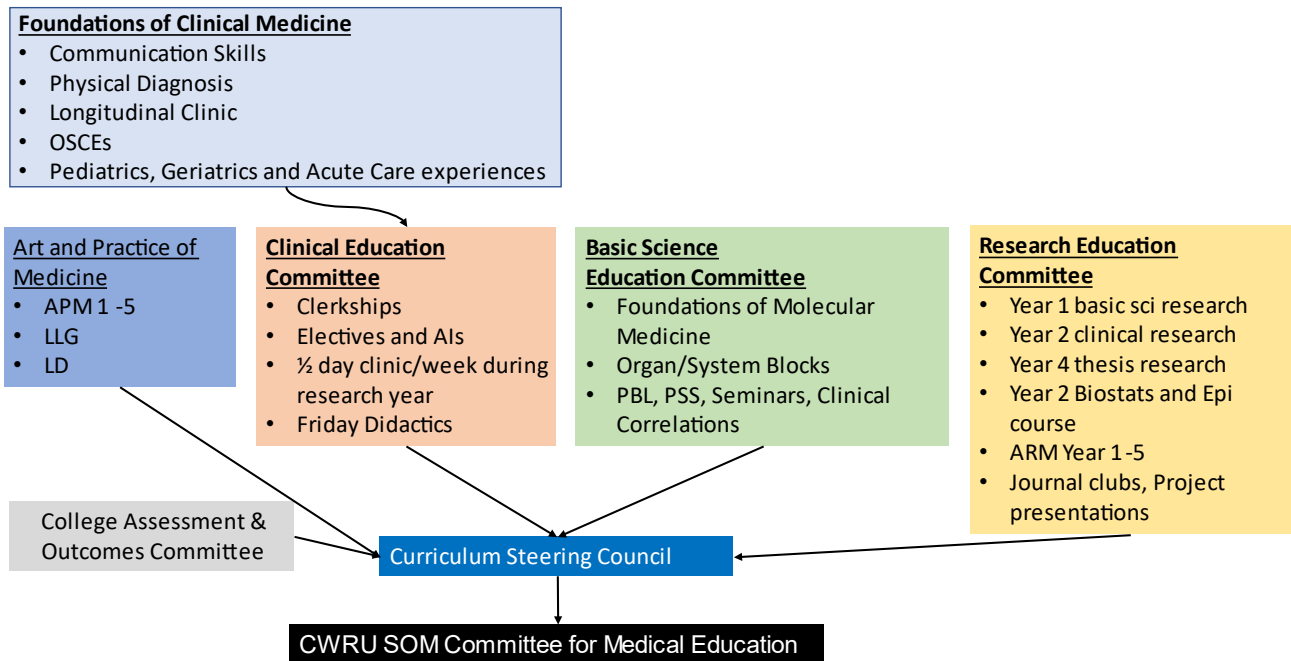 Foundations of Clinical Medicine
• Communication Skills
• Physical Diagnosis
• Longitudinal Clinic
• OSCEs
• Pediatrics, Geriatrics and Acute Care experiences
Art and Practice of
Medicine
• APM 1 -5
• LLG
• LD
Clinical Education
Committee
• Clerkships
• Electives and AIs
• ½ day clinic/week during
research year
• Friday Didactics
Basic Science
Education Committee
• Foundations of Molecular
Medicine
• Organ/System Blocks
• PBL, PSS, Seminars, Clinical
Correlations
Research Education
Committee
• Year 1 basic sci research
• Year 2 clinical research
• Year 4 thesis research
• Year 2 Biostats and Epi
course
• ARM Year 1-5
• Journal clubs, Project
presentations
College Assessment &
Outcomes Committee
Curriculum Steering Council
CWRU SOM Committee for Medical Education